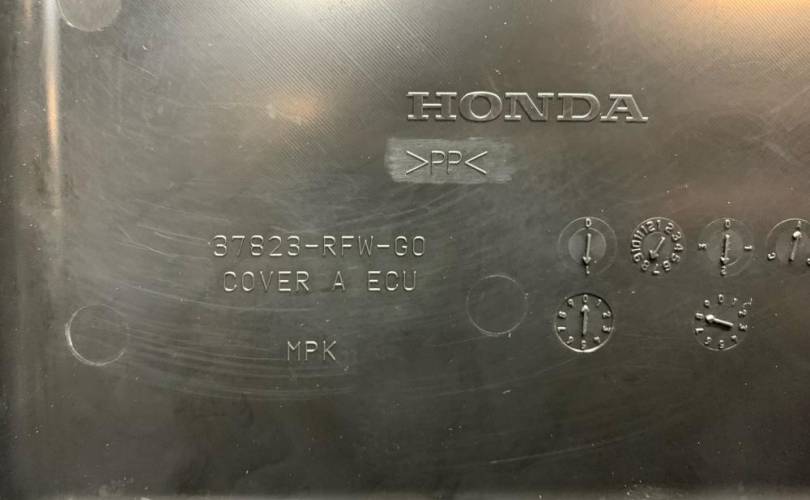 HONDA
>PP<
37823-RFW-G0
COVER A ECU
MPK